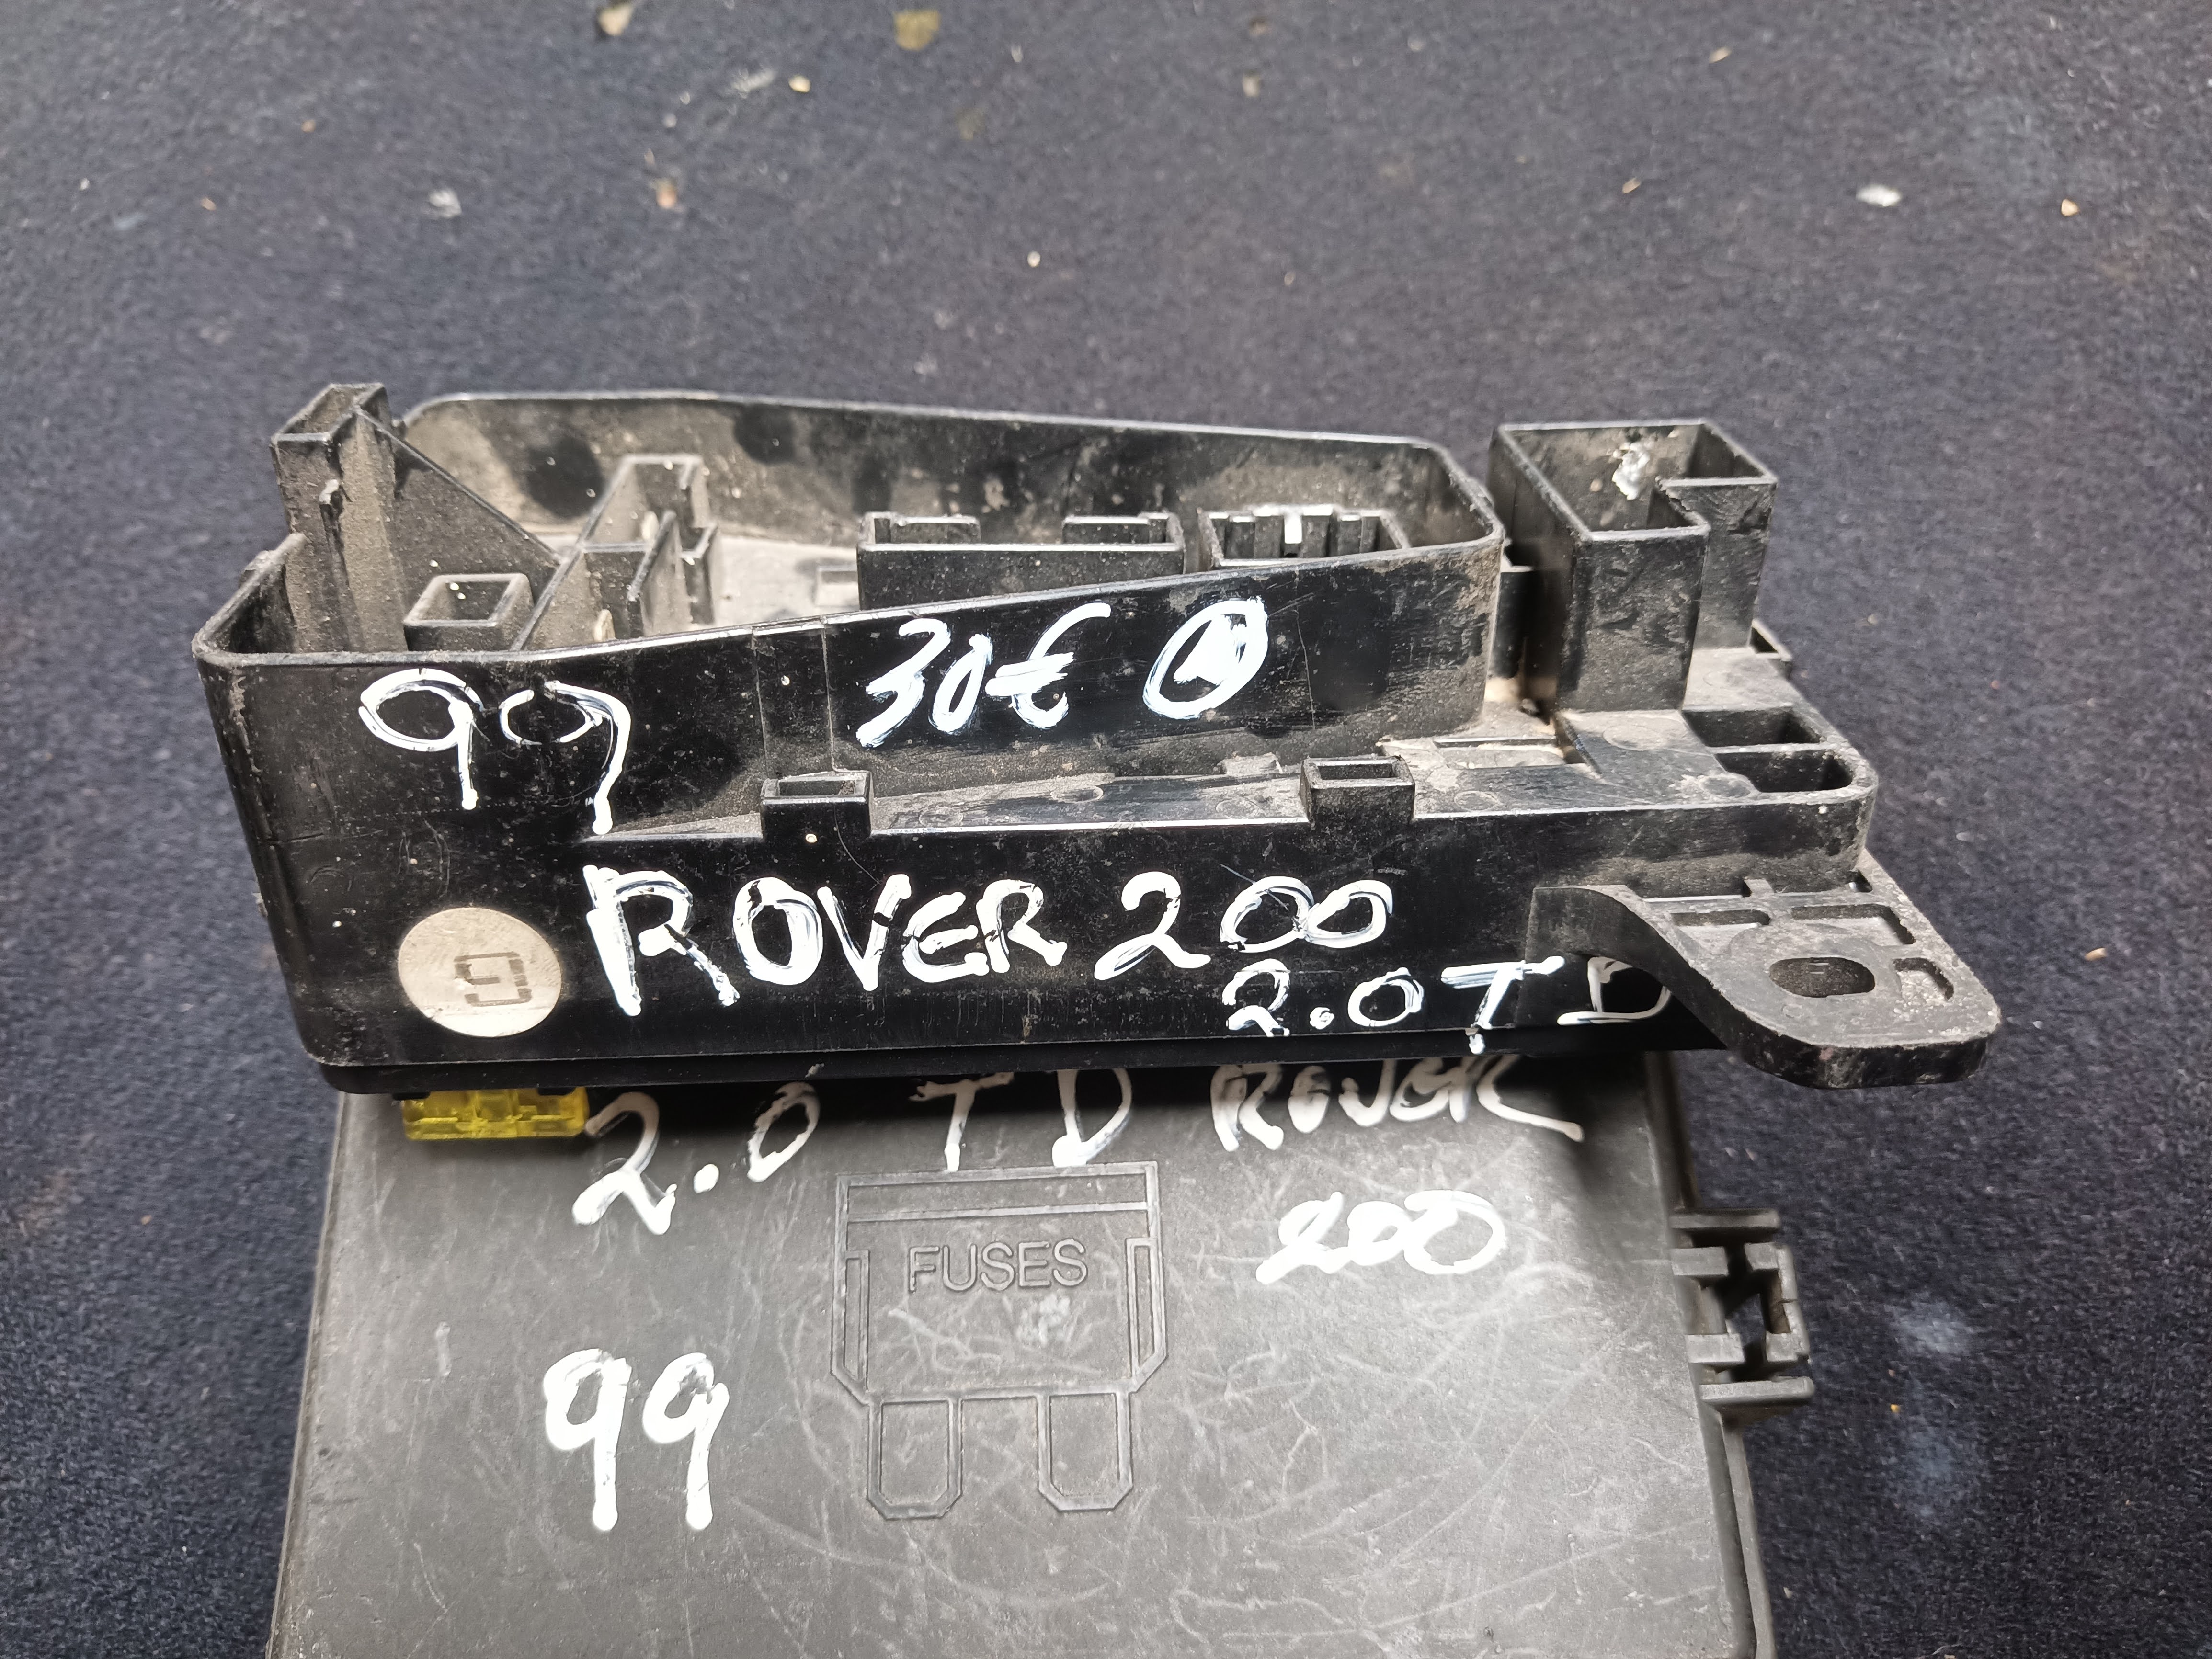 99 30€ A
ROVER 200
2.0 TD
2.0 TD ROVER
200
FUSES
99